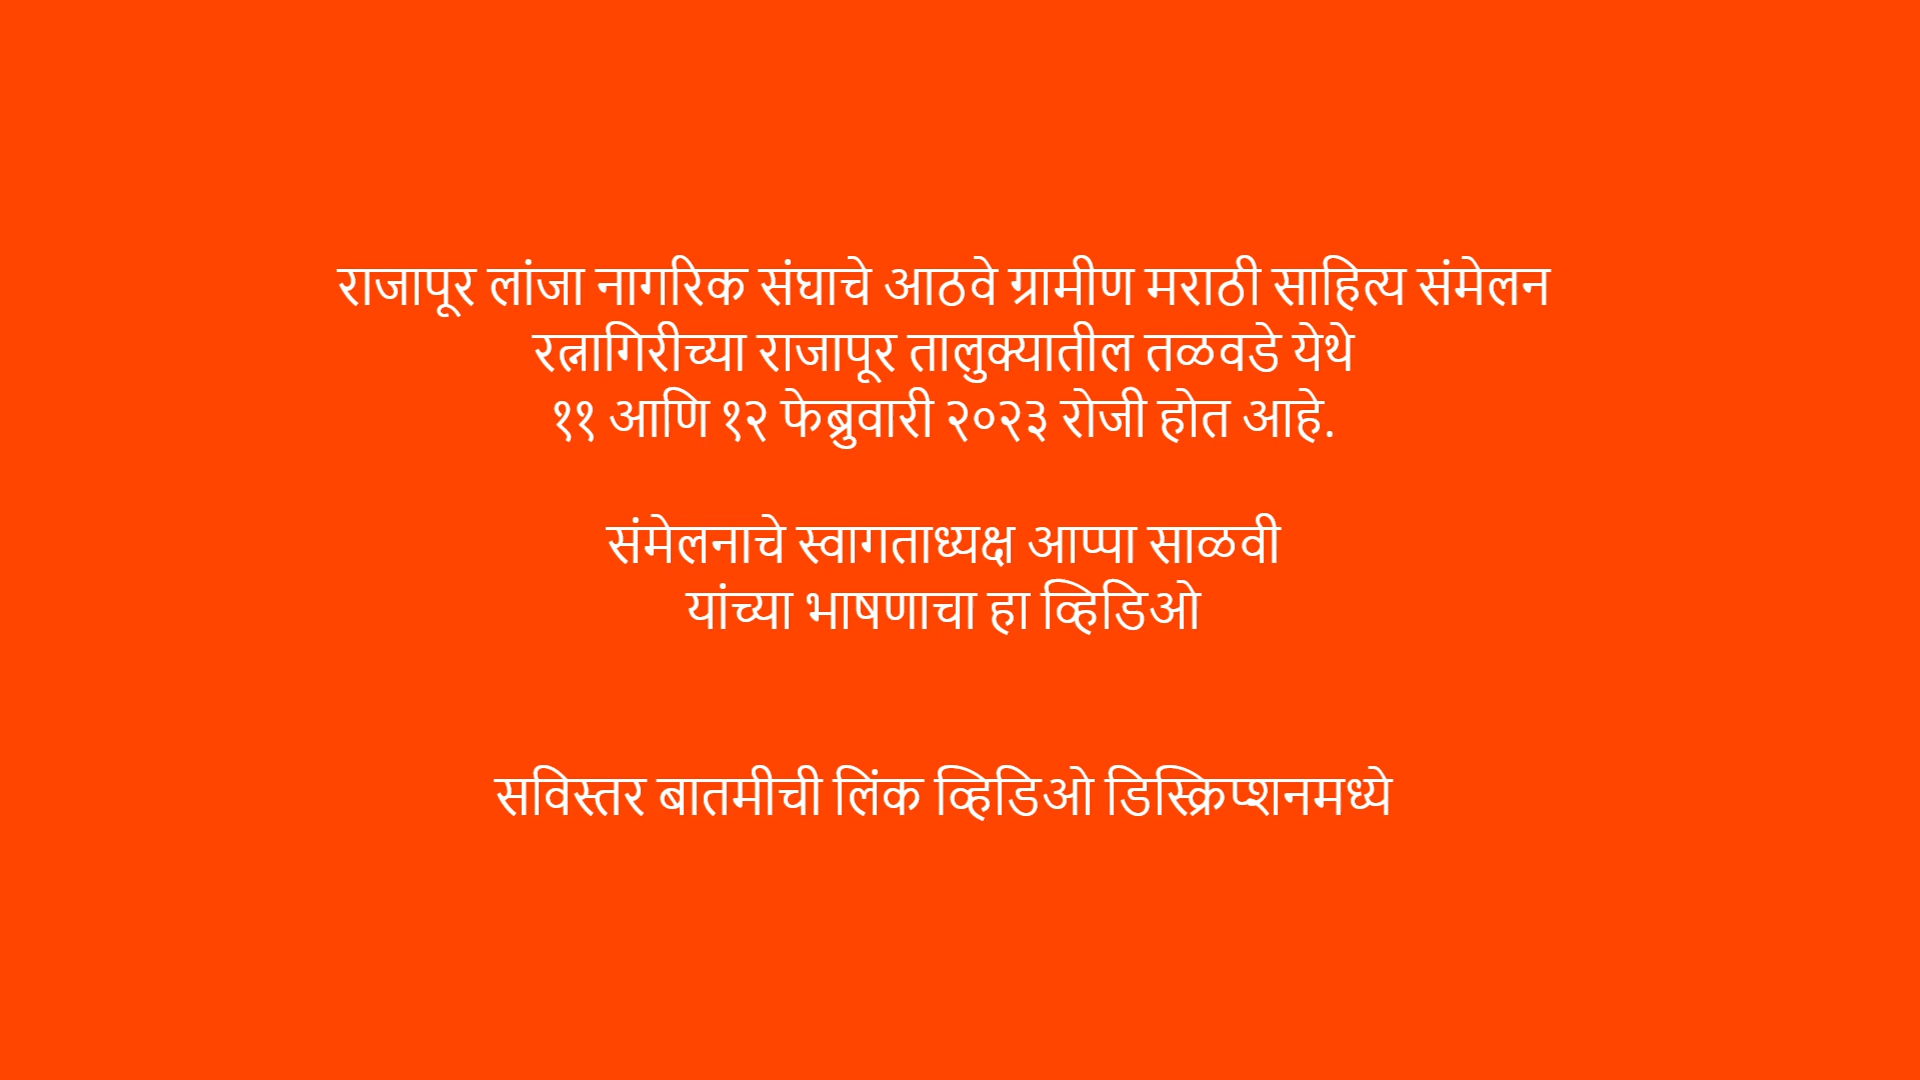 राजापूर लांजा नागरिक संघाचे आठवे ग्रामीण मराठी साहित्य संमेलन
रत्नागिरीच्या राजापूर तालुक्यातील तळवडे येथे
११ आणि १२ फेब्रुवारी २०२३ रोजी होत आहे.
संमेलनाचे स्वागताध्यक्ष आप्पा साळवी
यांच्या भाषणाचा हा व्हिडिओ
सविस्तर बातमीची लिंक व्हिडिओ डिस्क्रिप्शनमध्ये